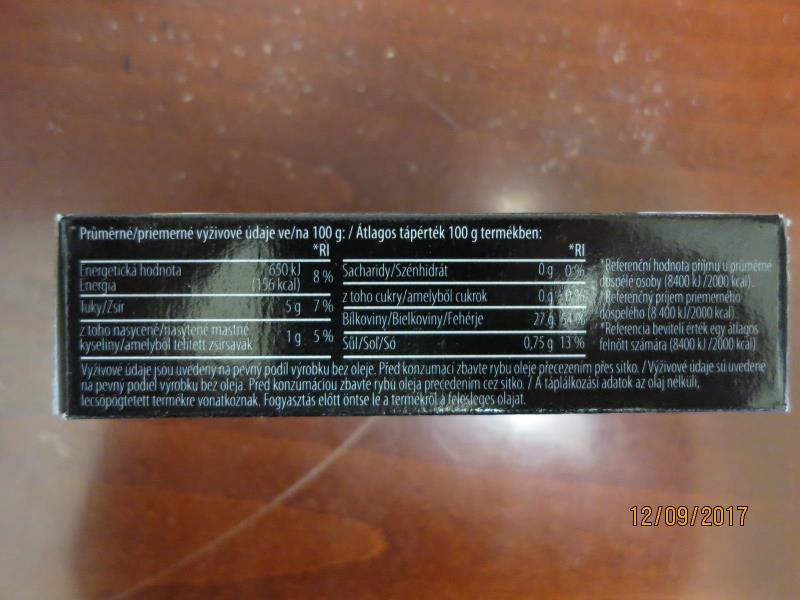 * Průměrné/priemerné výživové údaje ve/na 100 g: / Átlagos tápérték 100 g termékben:
*RI
Energetická hodnota
Energia
650 kJ
(156 kcal)
8 %
Tuky/Zsír
5 g 7 %
z toho nasycené/nasýtené mastné
kyseliny/amelyből telített zsírsavak
1 g 5 %
*RI
Sacharidy/Szénhidrát
0 g 0 %
z toho cukry/amelyből cukrok
0 g 0 %
Bílkoviny/Bielkoviny/Fehérje
27 g 54 %
Sůl/Soľ/Só
0,75 g 13 %
*Referenční hodnota příjmu u průměrné
dospělé osoby (8400 kJ /2000 kcal).
/Referenčný príjem priemerného
dospelého (8 400 kJ /2000 kcal).
*Referencia beviteli érték egy átlagos
felnőtt számára (8400 kJ /2000 kcal)
Výživové údaje jsou uvedeny na pevný podíl výrobku bez oleje. Před konzumací zbavte rybu oleje přecezením přes sítko. / Výživové údaje sú uvedené
na pevný podiel výrobku bez oleja. Pred konzumáciou zbavte rybu oleja precedením cez sitko. / A táplálkozási adatok az olaj nélküli,
lecsöpögtetett termékre vonatkoznak. Fogyasztás előtt öntse le a termékről a felesleges olajat.
12/09/2017